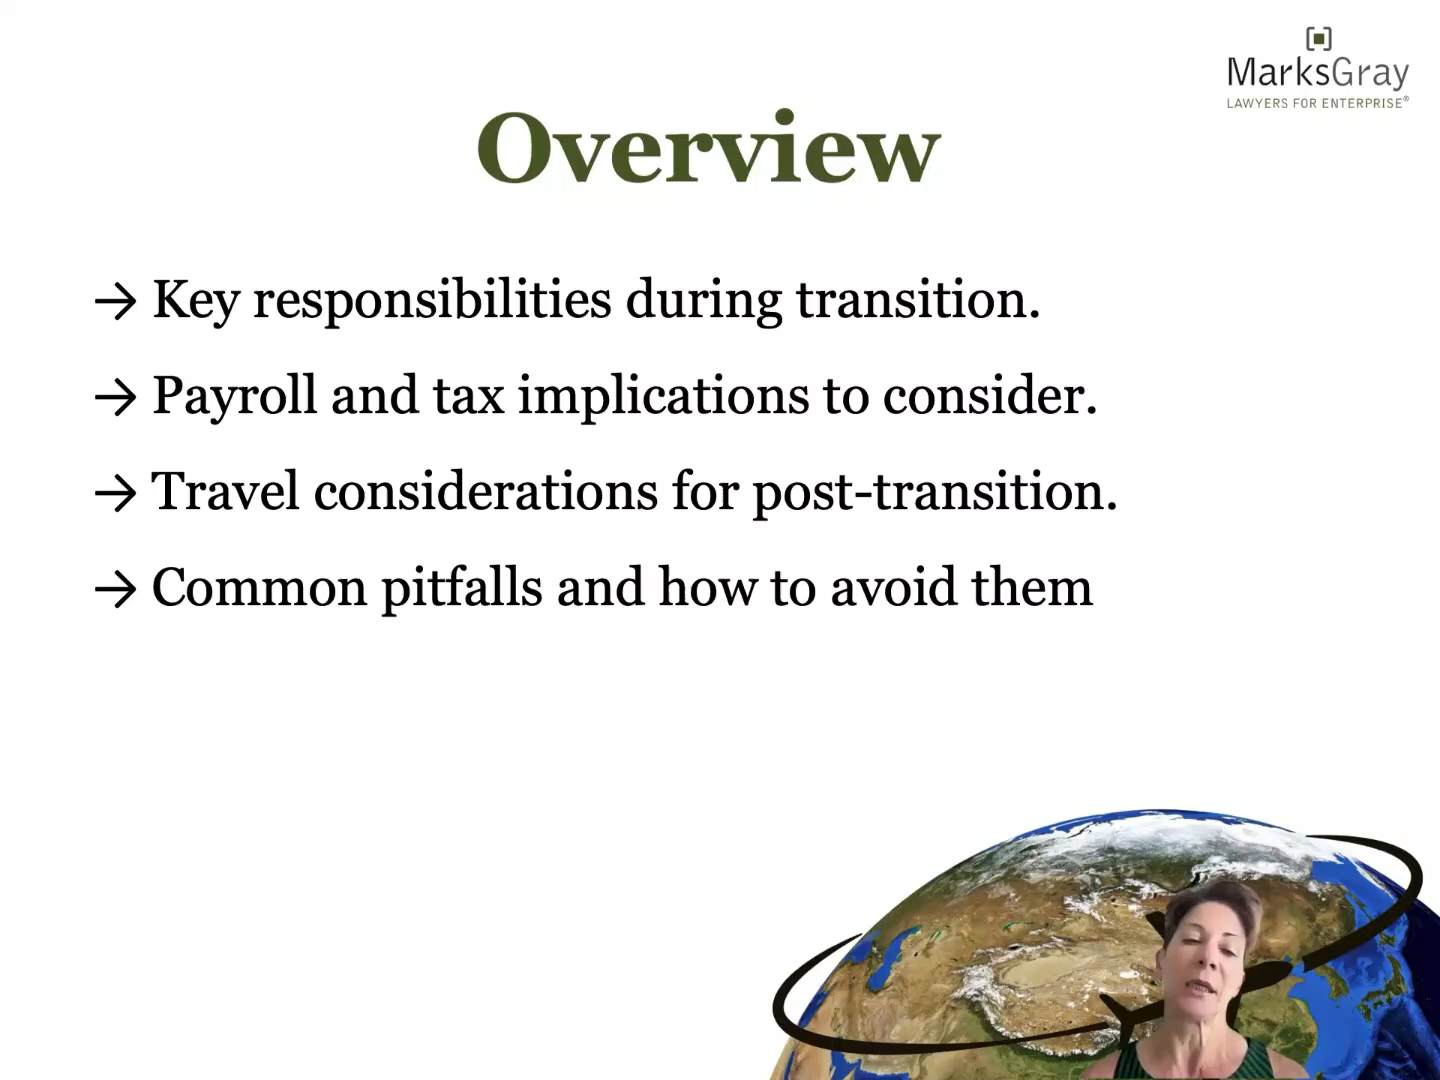 MarksGray
LAWYERS FOR ENTERPRISE®
Overview
→ Key responsibilities during transition.
→ Payroll and tax implications to consider.
→ Travel considerations for post-transition.
→ Common pitfalls and how to avoid them